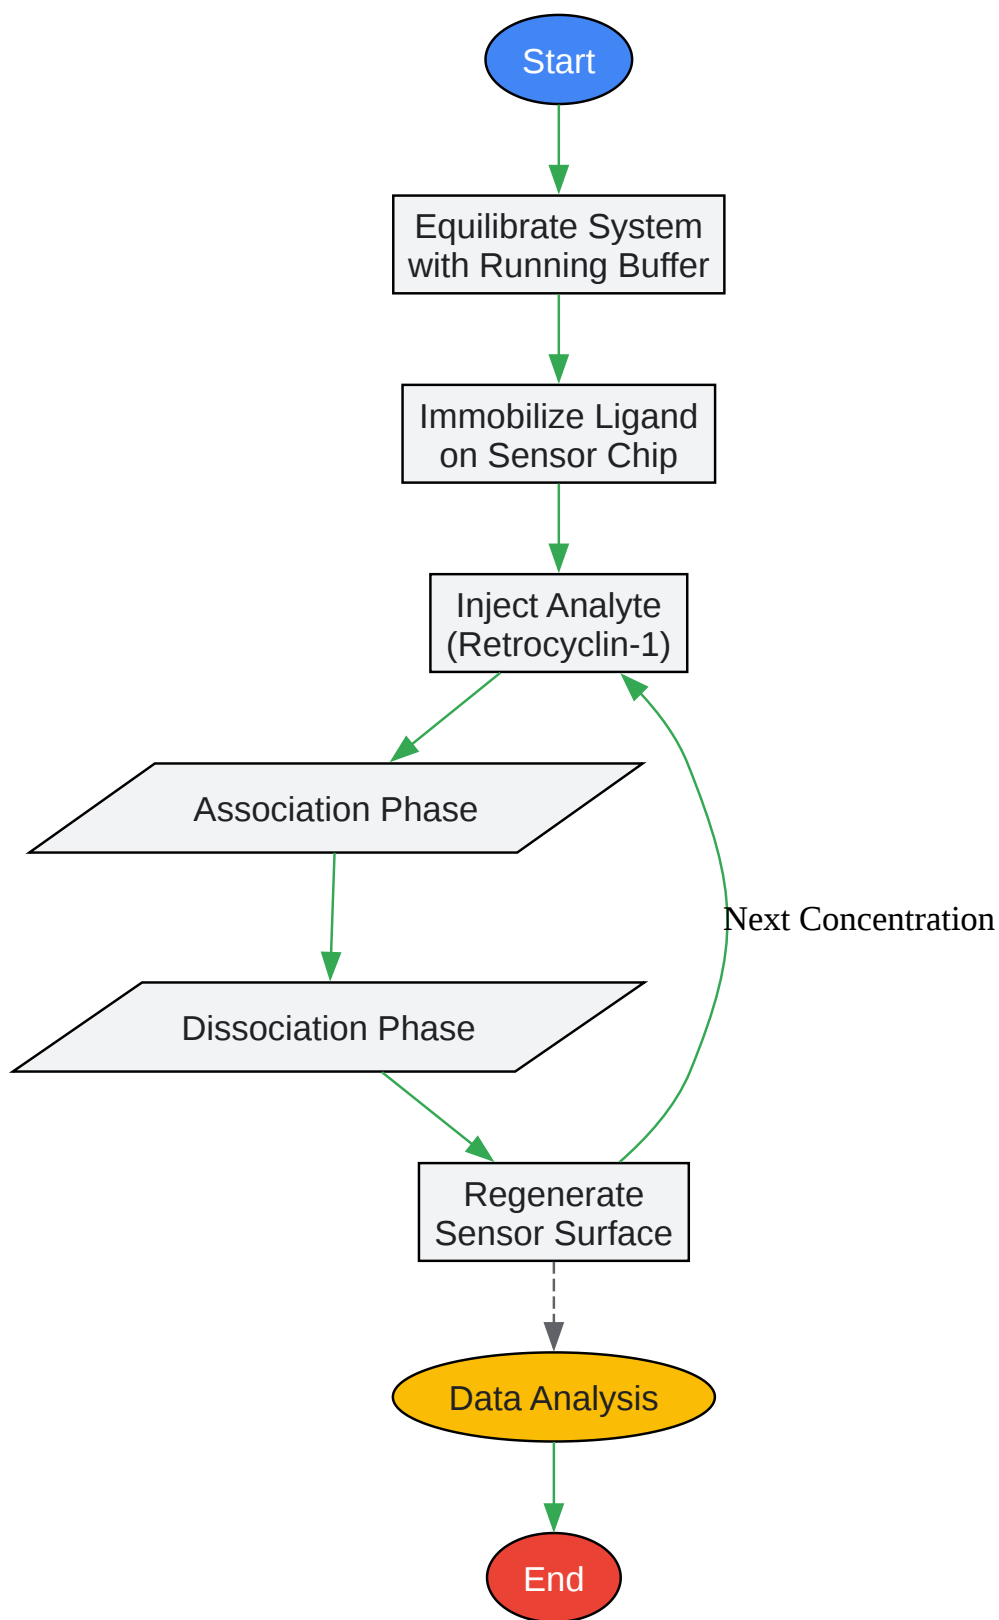 Start
Equilibrate System
with Running Buffer
Immobilize Ligand
on Sensor Chip
Inject Analyte
(Retrocyclin-1)
Association Phase
Next Concentration
Dissociation Phase
Regenerate
Sensor Surface
Data Analysis
End